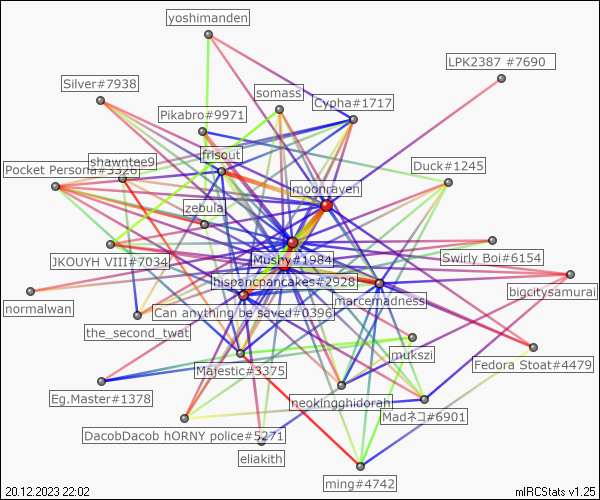 yoshimanden
LPK2387 #7690
Silver#7938
somass
Cypha#1717
Pikabro#9971
frisout
shawntee9
Pocket Persona#3326
Duck#1245
moonraven
zebulai
Mushy#1984
Swirly Boi#6154
JKOUYH VIII#7034
hispancpancakes#2928
bigcitysamurai
marcemadness
normalwan
Can anything be saved#0396
the_second_twat
mukszi
Fedora Stoat#4479
Majestic#3375
Eg.Master#1378
neokingghidorah
Madネコ#6901
DacobDacob hORNY police#5271
eliakith
ming#4742
20.12.2023 22:02
mIRCStats v1.25